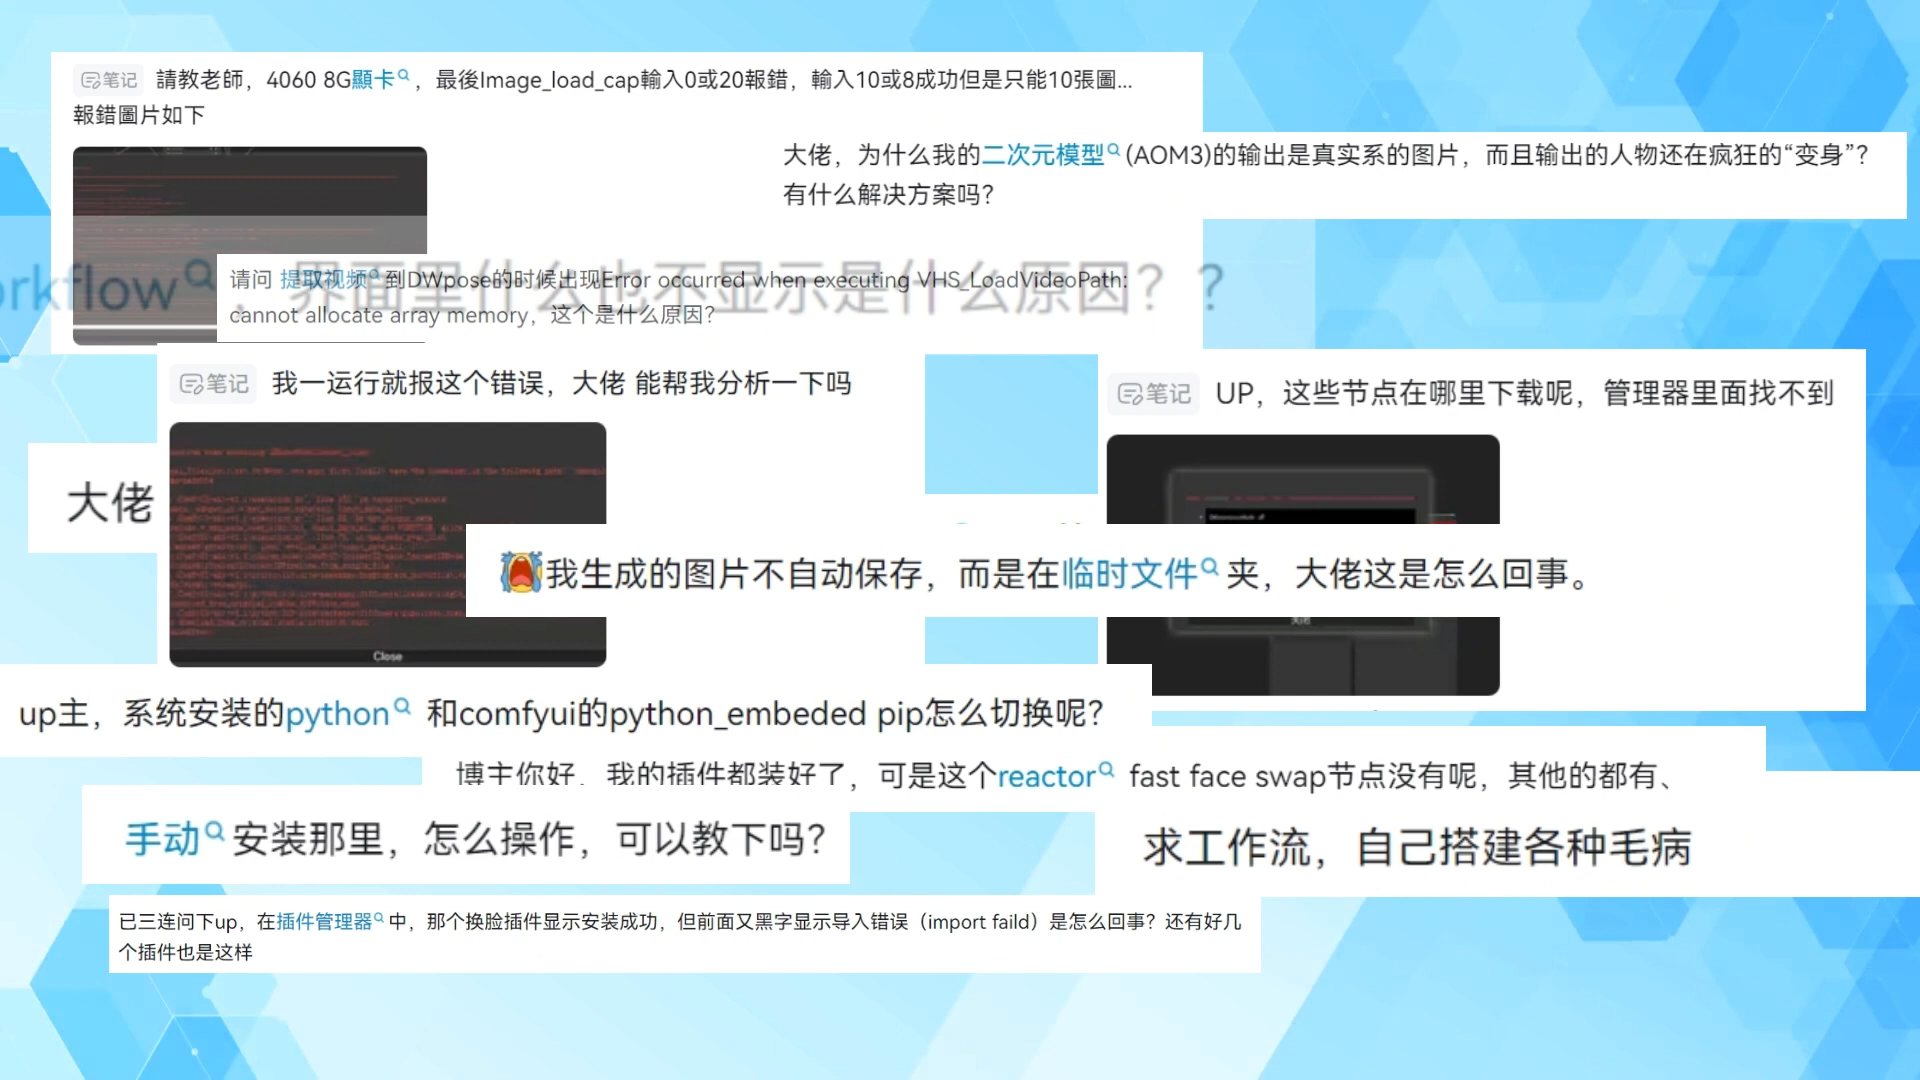 笔记 請教老師，4060 8G顯卡，最後Image_load_cap輸入0或20報錯，輸入10或8成功但是只能10張圖...
報錯圖片如下
大佬，为什么我的二次元模型(AOM3)的输出是真实系的图片，而且输出的人物还在疯狂的“变身”？
有什么解决方案吗？
orkflow，界面里什么也不显示是什么原因？？
请问 提取视频 到DWpose的时候出现Error occurred when executing VHS_LoadVideoPath:
cannot allocate array memory，这个是什么原因？
笔记 我一运行就报这个错误，大佬 能帮我分析一下吗
笔记 UP，这些节点在哪里下载呢，管理器里面找不到
大佬
我生成的图片不自动保存，而是在临时文件夹，大佬这是怎么回事。
Close
up主，系统安装的python 和comfyui的python_embeded pip怎么切换呢？
博主你好，我的插件都装好了，可是这个reactor fast face swap节点没有呢，其他的都有、
手动安装那里，怎么操作，可以教下吗？
求工作流，自己搭建各种毛病
已三连问下up，在插件管理器中，那个换脸插件显示安装成功，但前面又黑字显示导入错误（import faild）是怎么回事？还有好几
个插件也是这样